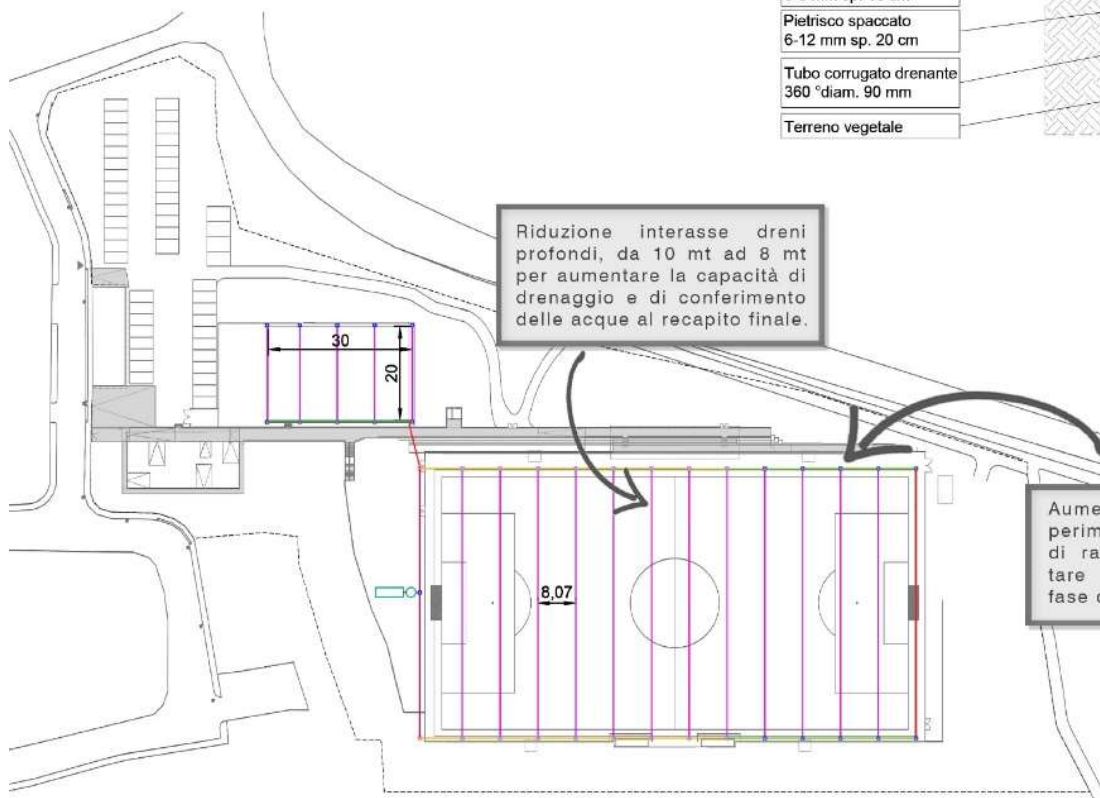 Pietrisco spaccato
6-12 mm sp. 20 cm
Tubo corrugato drenante
360 °diam. 90 mm
Terreno vegetale
Riduzione interasse dreni
profondi, da 10 mt ad 8 mt
per aumentare la capacità di
drenaggio e di conferimento
delle acque al recapito finale.
30
20
8,07
Aume
perim
di ra
tare
fase